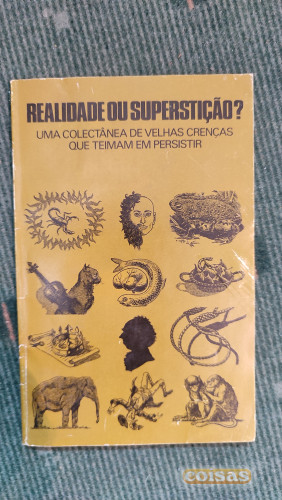 REALIDADE OU SUPERSTIÇÃO?
UMA COLECTÂNEA DE VELHAS CRENÇAS
QUE TEIMAM EM PERSISTIR
coisas